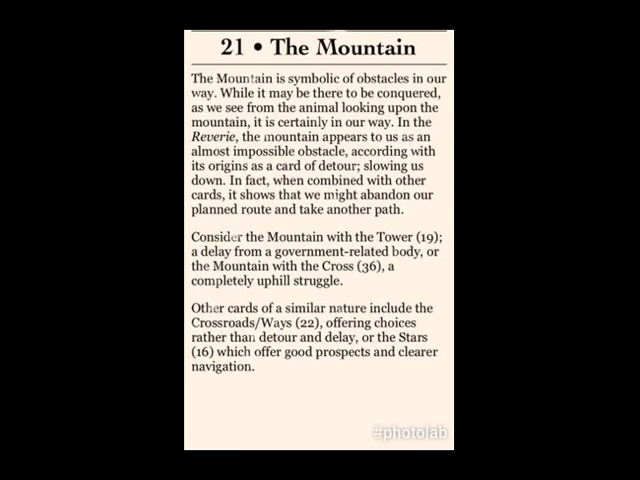 21 • The Mountain
The Mountain is symbolic of obstacles in our
way. While it may be there to be conquered,
as we see from the animal looking upon the
mountain, it is certainly in our way. In the
Reverie, the mountain appears to us as an
almost impossible obstacle, according with
its origins as a card of detour; slowing us
down. In fact, when combined with other
cards, it shows that we might abandon our
planned route and take another path.
Consider the Mountain with the Tower (19);
a delay from a government-related body, or
the Mountain with the Cross (36), a
completely uphill struggle.
Other cards of a similar nature include the
Crossroads/Ways (22), offering choices
rather than detour and delay, or the Stars
(16) which offer good prospects and clearer
navigation.
#photolab